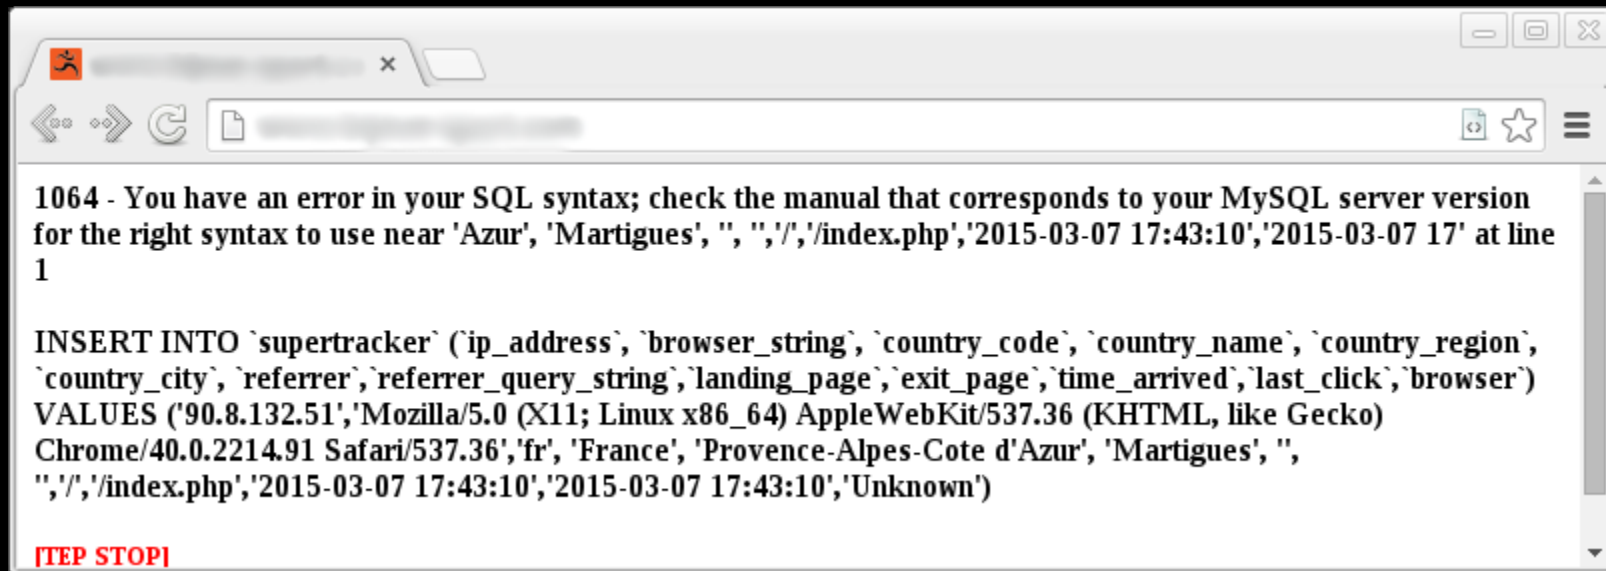 1064 - You have an error in your SQL syntax; check the manual that corresponds to your MySQL server version
for the right syntax to use near 'Azur', 'Martigues', '', '','/','/index.php','2015-03-07 17:43:10','2015-03-07 17' at line
1
INSERT INTO `supertracker` (`ip_address`, `browser_string`, `country_code`, `country_name`, `country_region`,
`country_city`, `referrer`,`referrer_query_string`,`landing_page`,`exit_page`,`time_arrived`,`last_click`,`browser`)
VALUES ('90.8.132.51','Mozilla/5.0 (X11; Linux x86_64) AppleWebKit/537.36 (KHTML, like Gecko)
Chrome/40.0.2214.91 Safari/537.36','fr', 'France', 'Provence-Alpes-Cote d'Azur', 'Martigues', '',
'','/','/index.php','2015-03-07 17:43:10','2015-03-07 17:43:10','Unknown')
[TEP STOP]